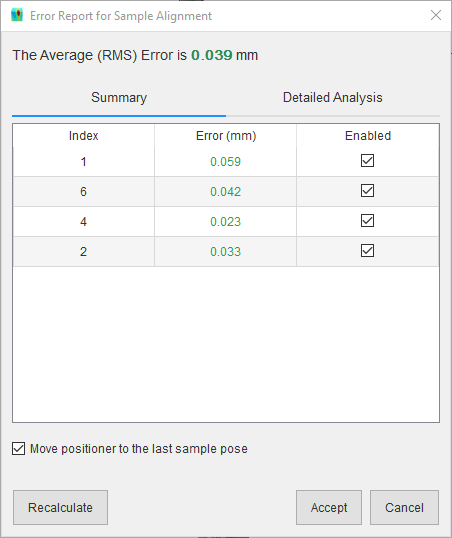 Error Report for Sample Alignment
The Average (RMS) Error is 0.039 mm
Summary Detailed Analysis
Index Error (mm) Enabled
1 0.059
6 0.042
4 0.023
2 0.033
Move positioner to the last sample pose
Recalculate Accept Cancel